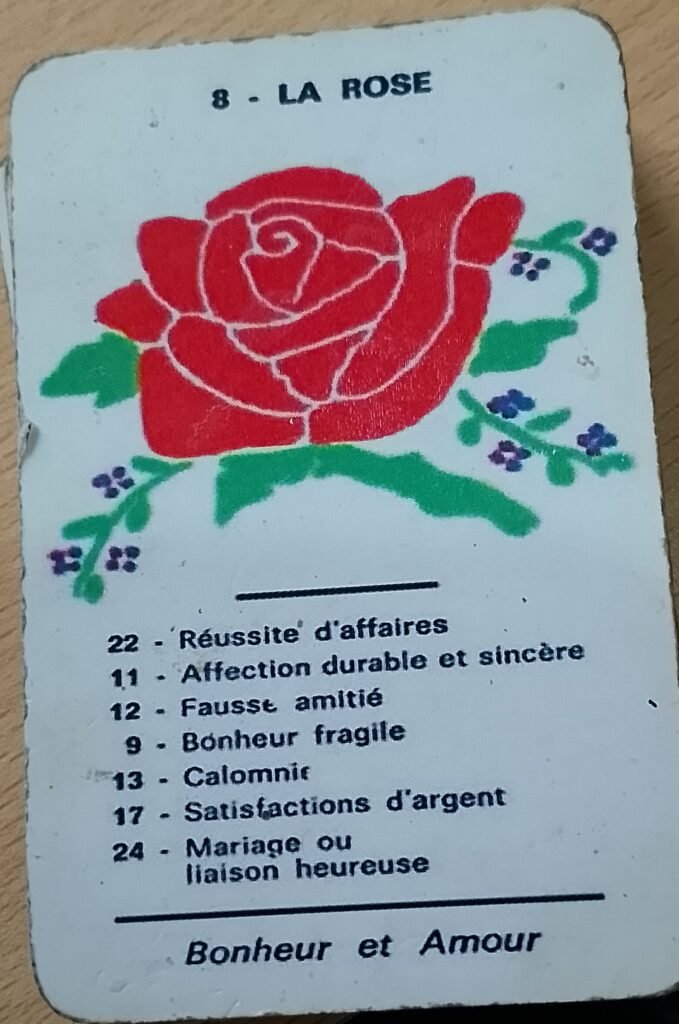 8 - LA ROSE
22 - Réussite d'affaires
11 - Affection durable et sincère
12 - Fausse amitié
9 - Bonheur fragile
13 - Calomnie
17 - Satisfactions d'argent
24 - Mariage ou
liaison heureuse
Bonheur et Amour